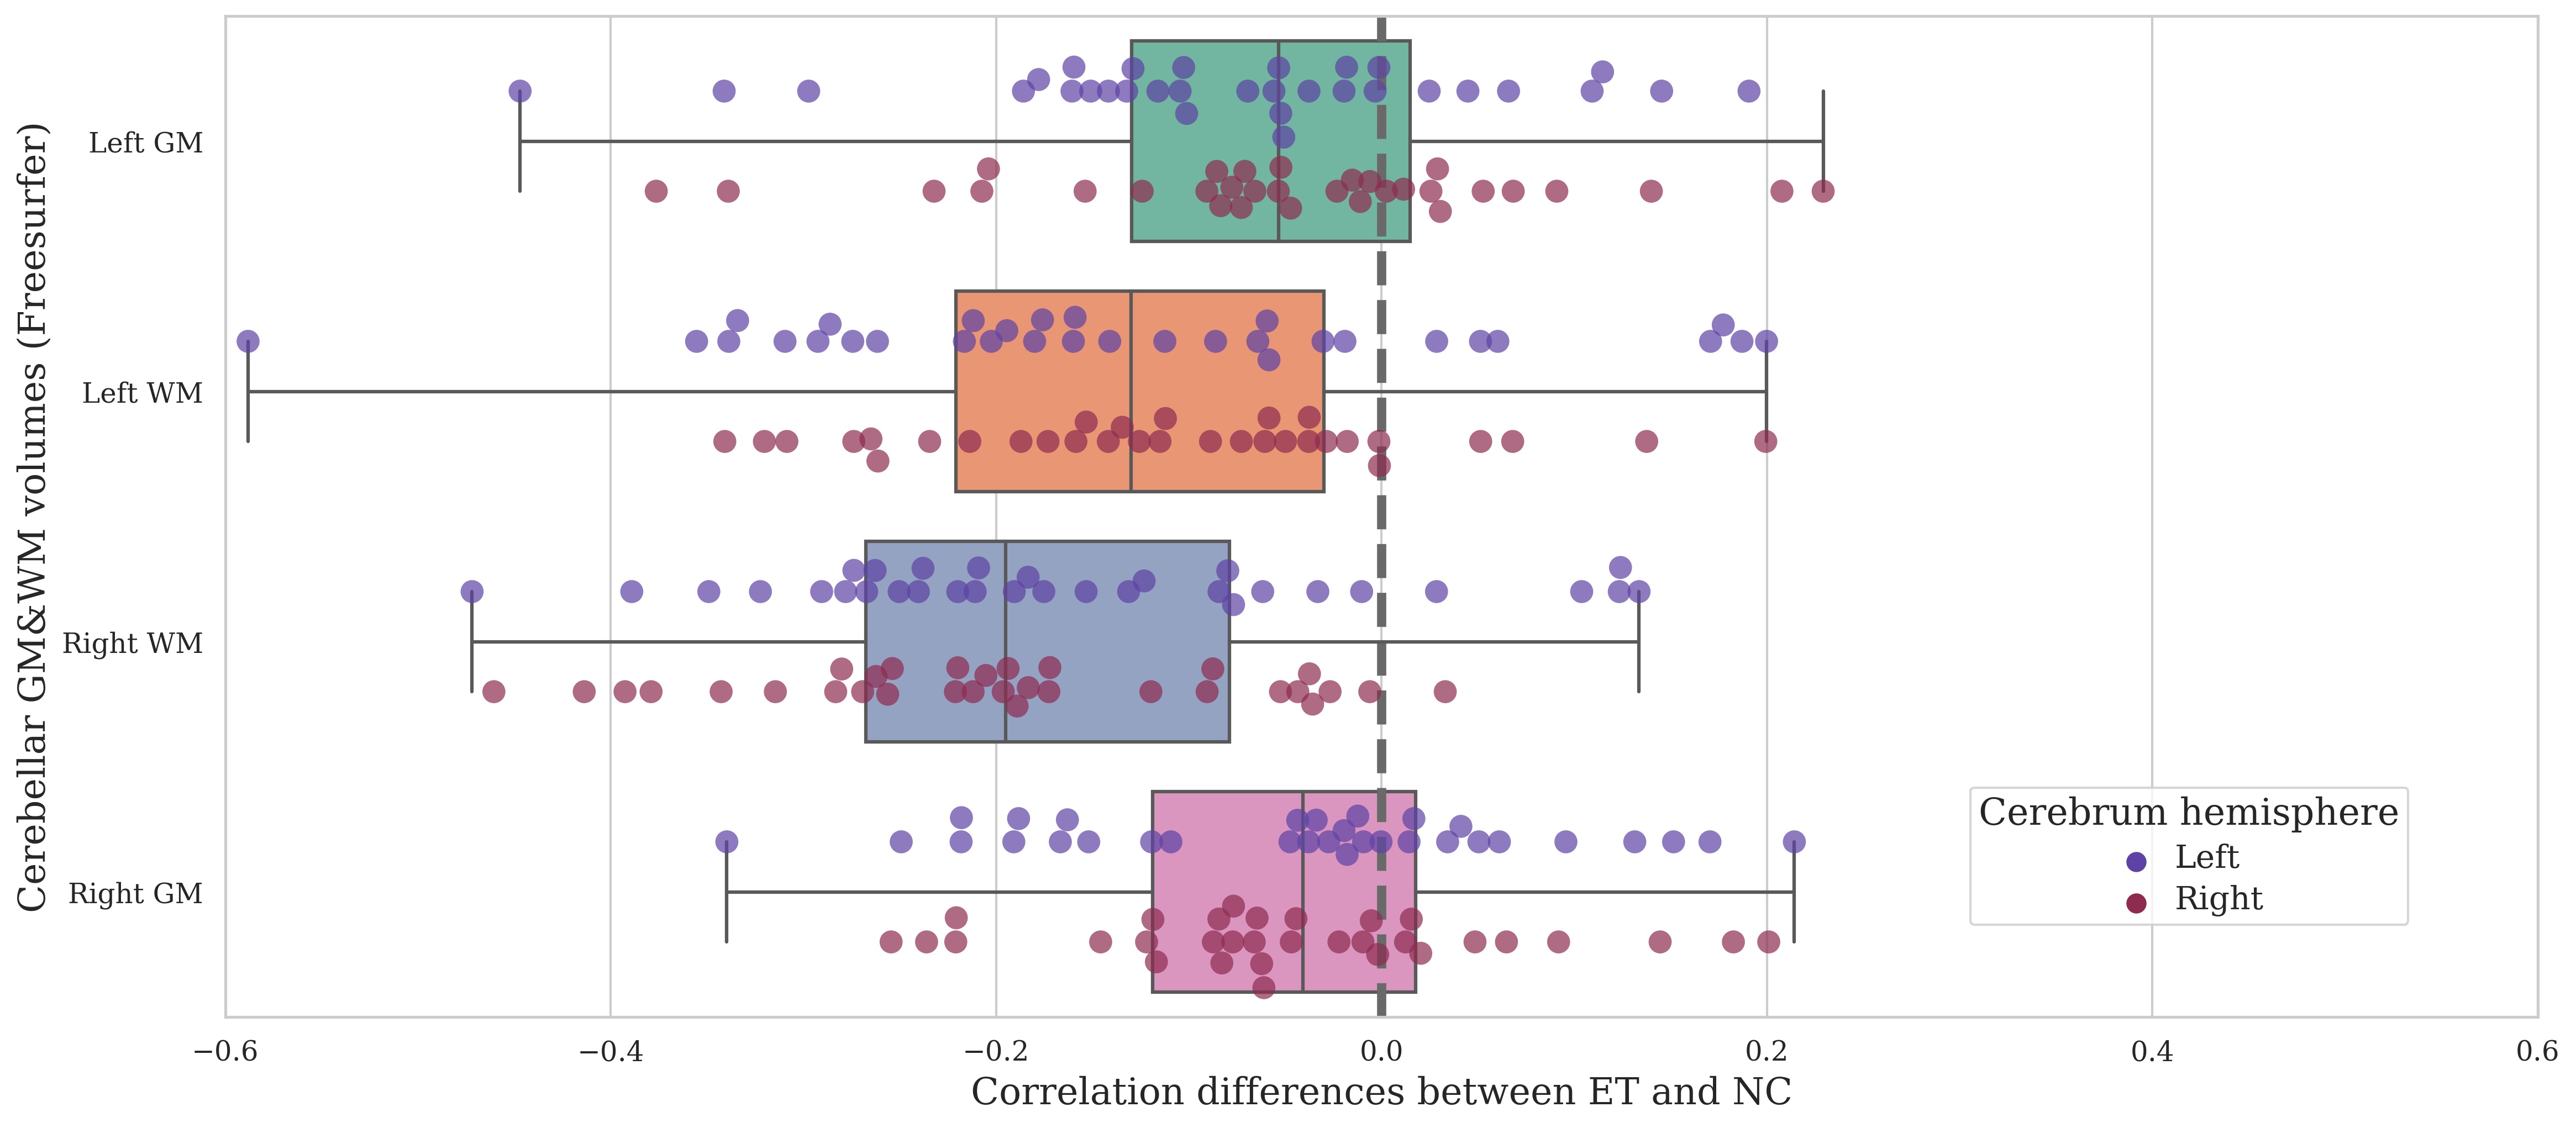 Cerebellar GM&WM volumes (Freesurfer)
Left GM
Left WM
Right WM
Right GM
Cerebrum hemisphere
Left
Right
−0.6 −0.4 −0.2 0.0 0.2 0.4 0.6
Correlation differences between ET and NC